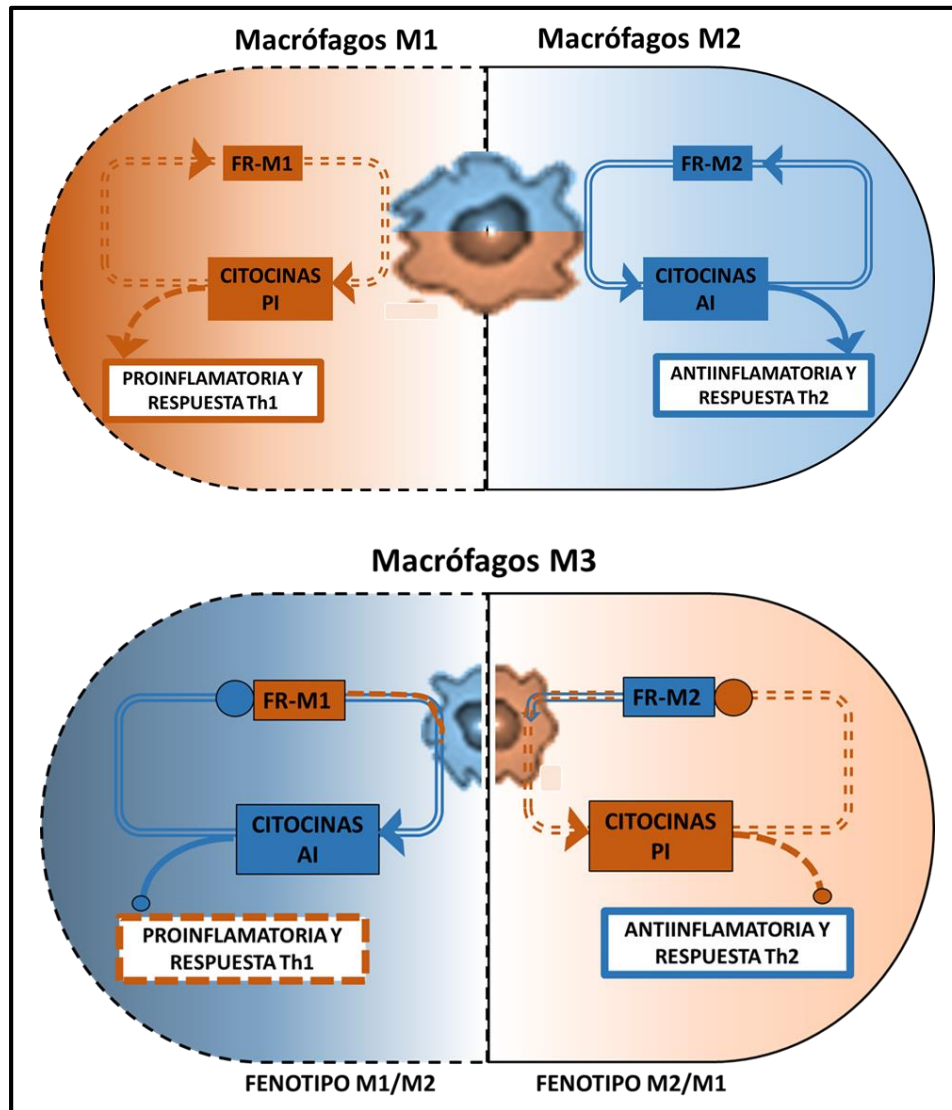 Macrófagos M1
Macrófagos M2
FR-M1
FR-M2
CITOCINAS
PI
CITOCINAS
AI
PROINFLAMATORIA Y
RESPUESTA Th1
ANTIINFLAMATORIA Y
RESPUESTA Th2
Macrófagos M3
FR-M1
FR-M2
CITOCINAS
AI
CITOCINAS
PI
PROINFLAMATORIA Y
RESPUESTA Th1
ANTIINFLAMATORIA Y
RESPUESTA Th2
FENOTIPO M1/M2
FENOTIPO M2/M1